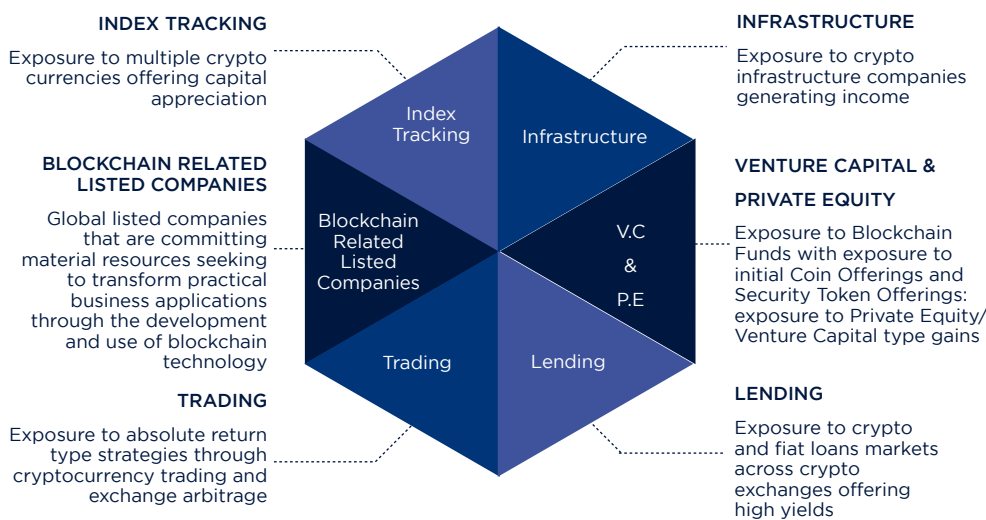 INDEX TRACKING
Exposure to multiple crypto
currencies offering capital
appreciation
BLOCKCHAIN RELATED
LISTED COMPANIES
Global listed companies
that are committing
material resources seeking
to transform practical
business applications
through the development
and use of blockchain
technology
TRADING
Exposure to absolute return
type strategies through
cryptocurrency trading and
exchange arbitrage
Index
Tracking
Infrastructure
Blockchain
Related
Listed
Companies
V.C
&
P.E
Trading
Lending
INFRASTRUCTURE
Exposure to crypto
infrastructure companies
generating income
VENTURE CAPITAL &
PRIVATE EQUITY
Exposure to Blockchain
Funds with exposure to
initial Coin Offerings and
Security Token Offerings:
exposure to Private Equity/
Venture Capital type gains
LENDING
Exposure to crypto
and fiat loans markets
across crypto
exchanges offering
high yields